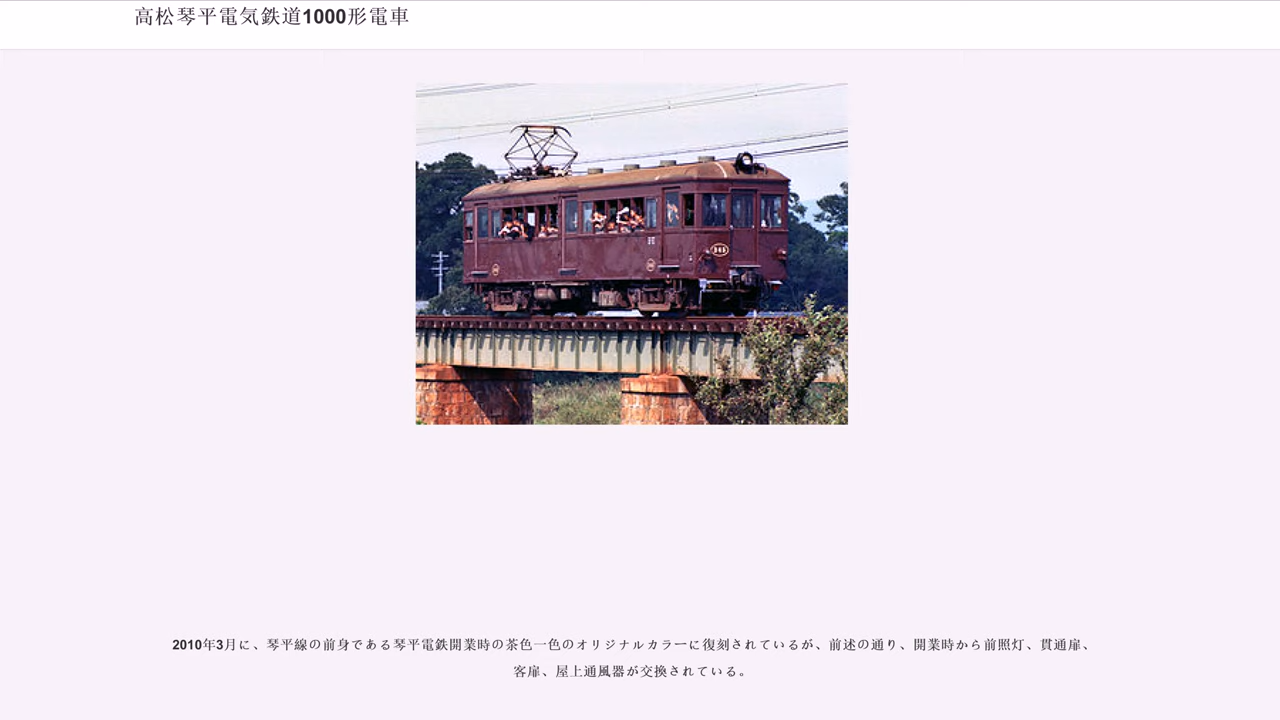 高松琴平電気鉄道1000形電車
2010年3月に、琴平線の前身である琴平電鉄開業時の茶色一色のオリジナルカラーに復刻されているが、前述の通り、開業時から前照灯、貫通扉、
客扉、屋上通風器が交換されている。